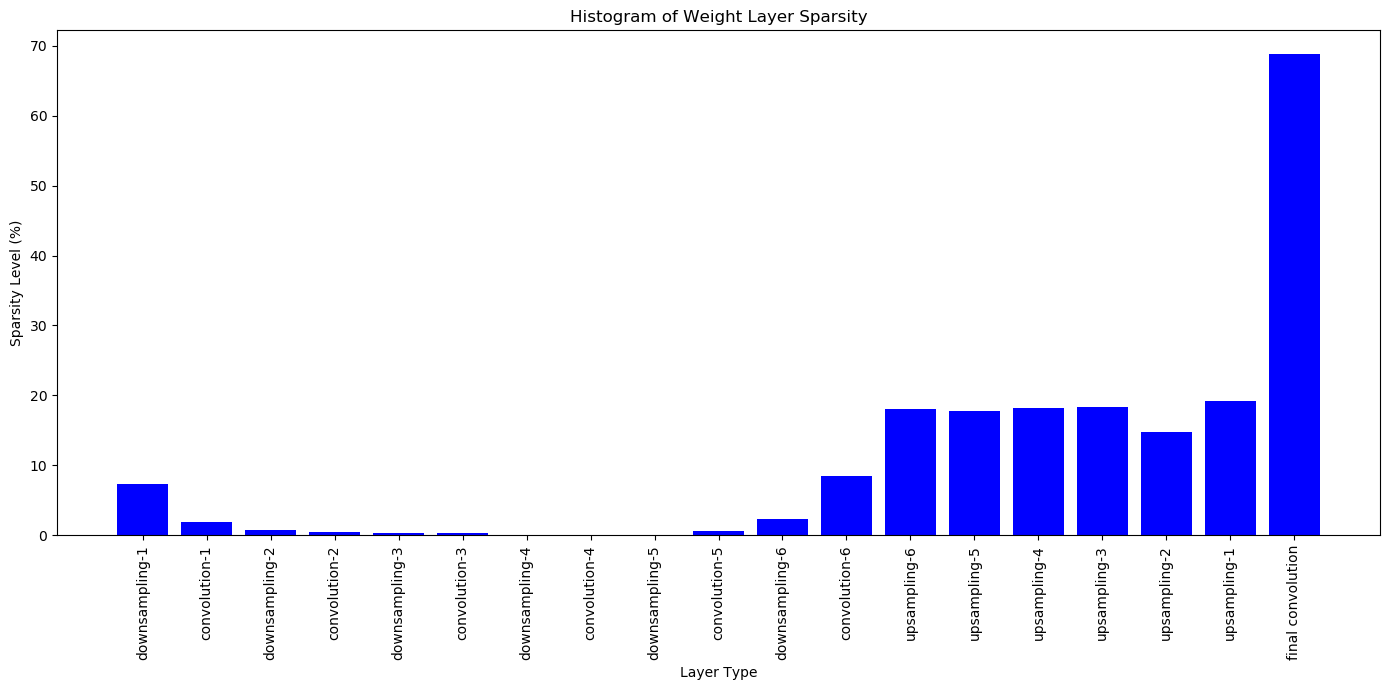 Histogram of Weight Layer Sparsity
Sparsity Level (%)
70
60
50
40
30
20
10
0
downsampling-1
convolution-1
downsampling-2
convolution-2
downsampling-3
convolution-3
downsampling-4
convolution-4
downsampling-5
convolution-5
downsampling-6
convolution-6
upsampling-6
upsampling-5
upsampling-4
upsampling-3
upsampling-2
upsampling-1
final convolution
Layer Type